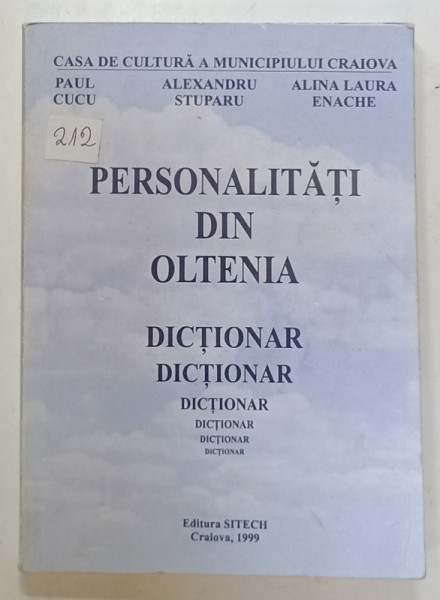 CASA DE CULTURĂ A MUNICIPIULUI CRAIOVA
PAUL ALEXANDRU ALINA LAURA
CUCU STUPARU ENACHE
212
PERSONALITĂȚI
DIN
OLTENIA
DICȚIONAR
DICȚIONAR
DICȚIONAR
DICȚIONAR
DICȚIONAR
DICȚIONAR
Editura SITECH
Craiova, 1999